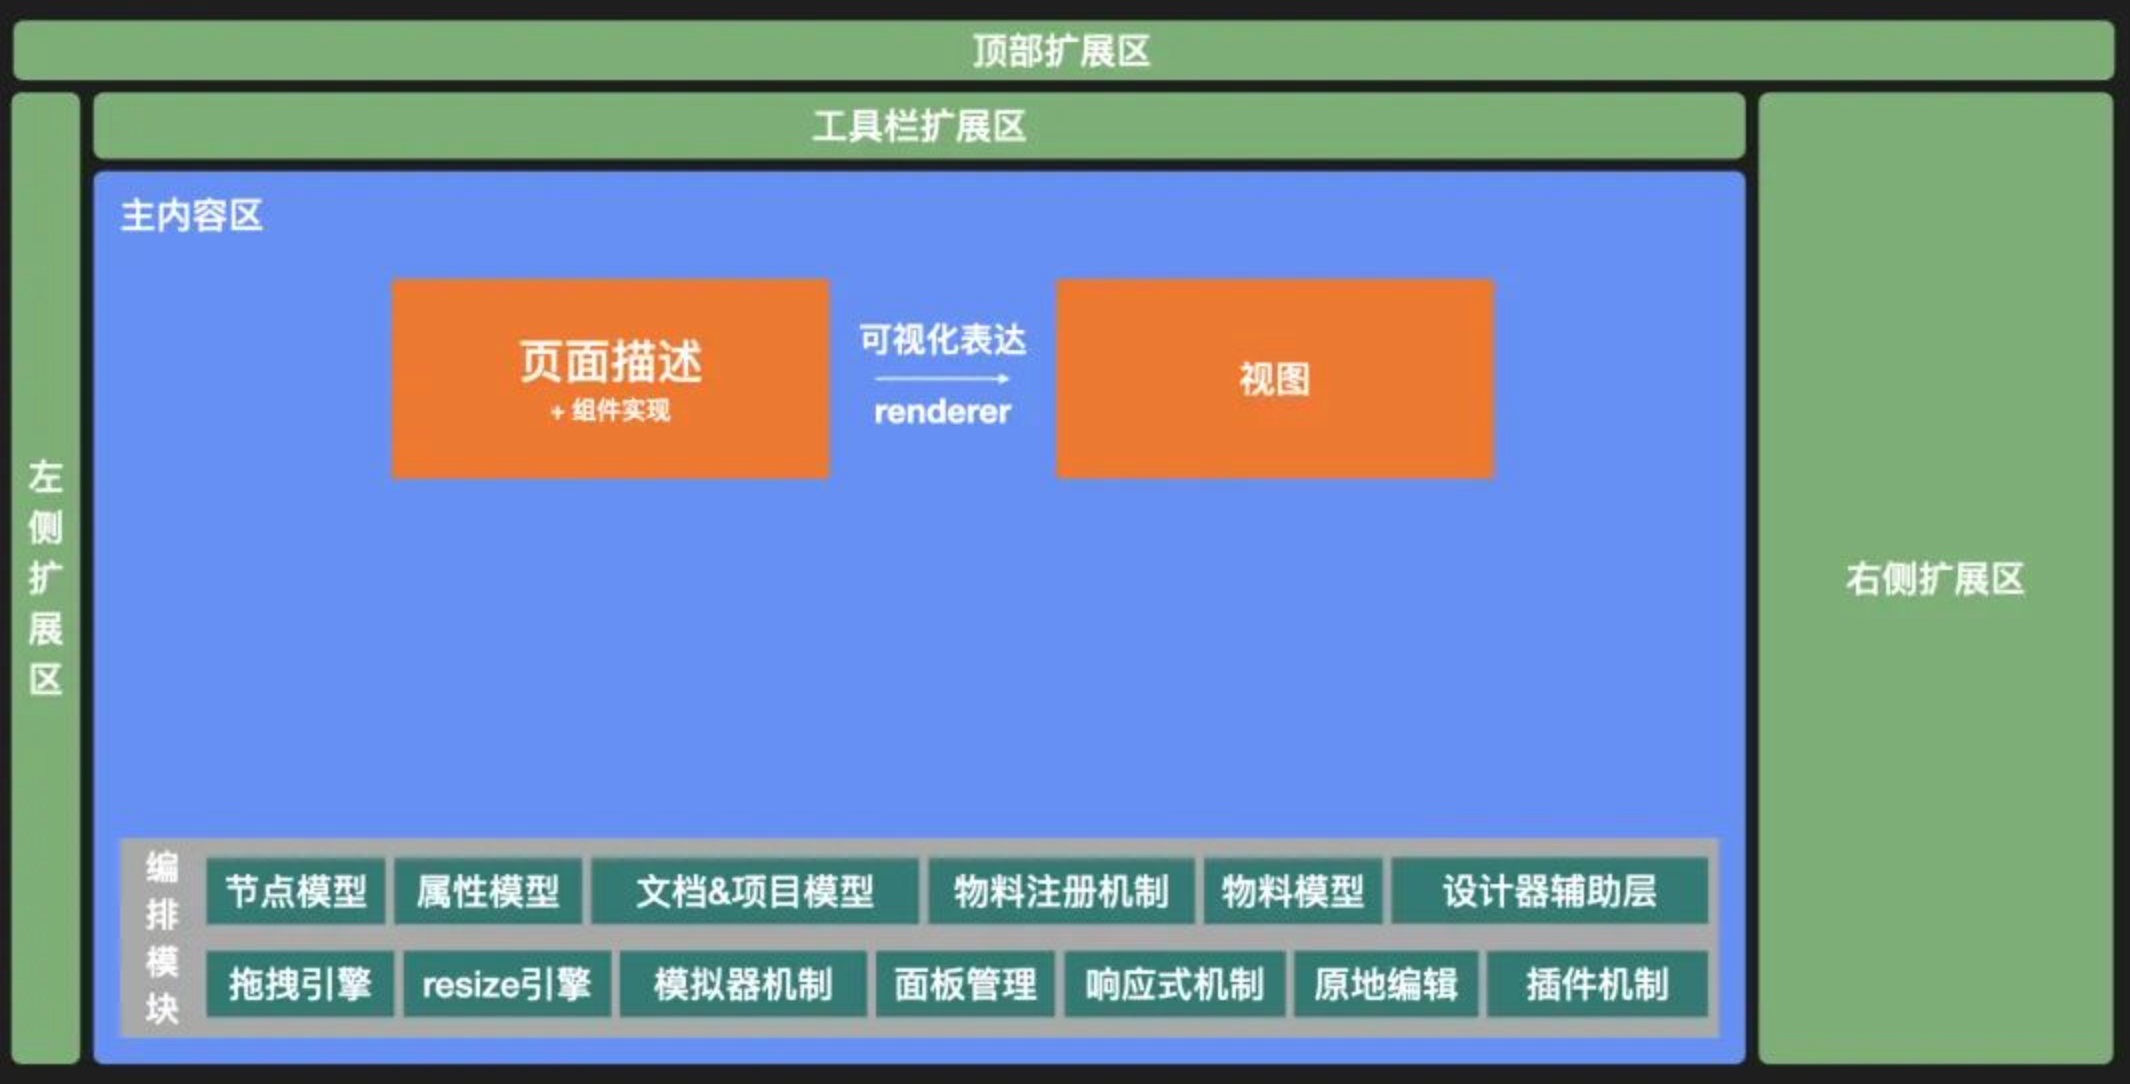 顶部扩展区
工具栏扩展区
左侧扩展区
主内容区
页面描述
+ 组件实现
可视化表达
renderer
视图
右侧扩展区
编排模块
节点模型 属性模型 文档&项目模型 物料注册机制 物料模型 设计器辅助层
拖拽引擎 resize引擎 模拟器机制 面板管理 响应式机制 原地编辑 插件机制